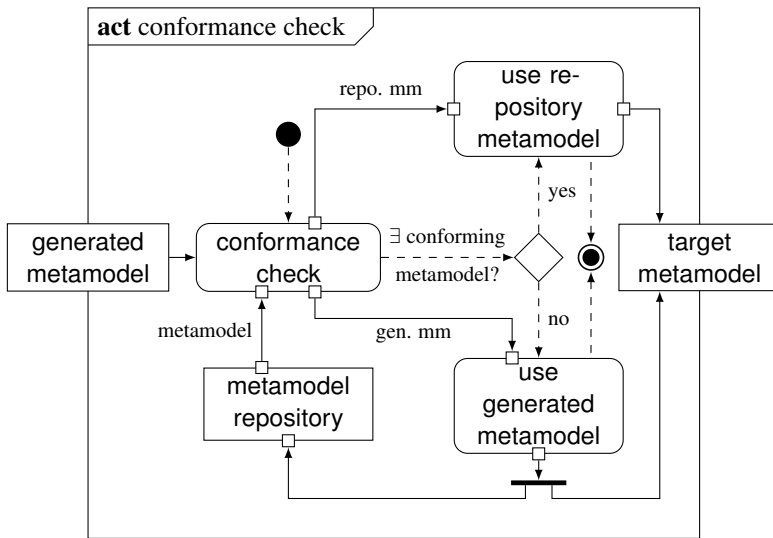 act conformance check
use re-
pository
metamodel
repo. mm
yes
generated
metamodel
conformance
check
∃ conforming
metamodel?
target
metamodel
no
metamodel
gen. mm
metamodel
repository
use
generated
metamodel